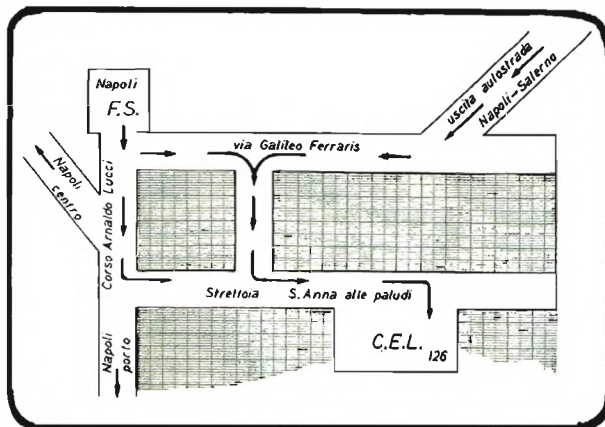 Napoli
F.S.
uscita autostrada
Napoli-Salerno
via Galileo Ferraris
Napoli
centro
Corso Arnaldo Lucci
Strettoia S. Anna alle paludi
C.E.L. 126
Napoli
porto